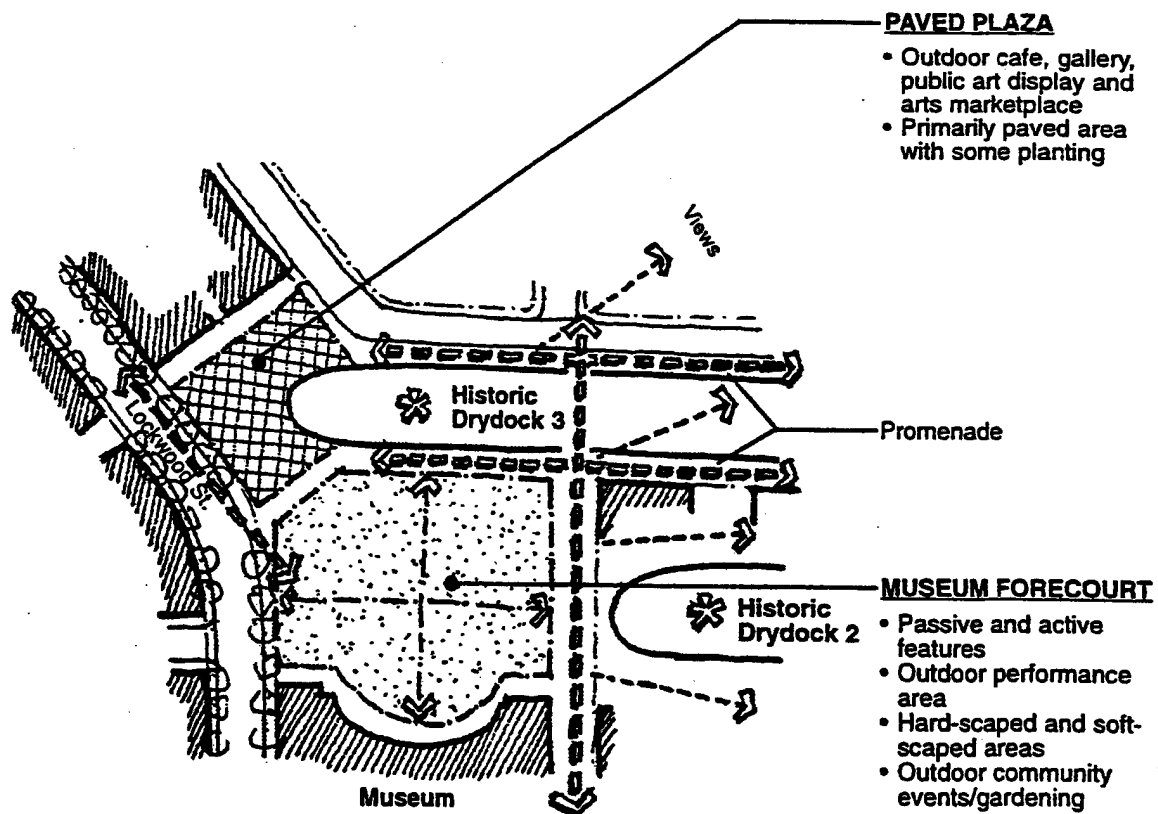 PAVED PLAZA
• Outdoor cafe, gallery,
public art display and
arts marketplace
• Primarily paved area
with some planting
Views
Historic
Drydock 3
Lockwood St.
Promenade
MUSEUM FORECOURT
• Passive and active
features
• Outdoor performance
area
• Hard-scaped and soft-
scaped areas
• Outdoor community
events/gardening
Historic
Drydock 2
Museum